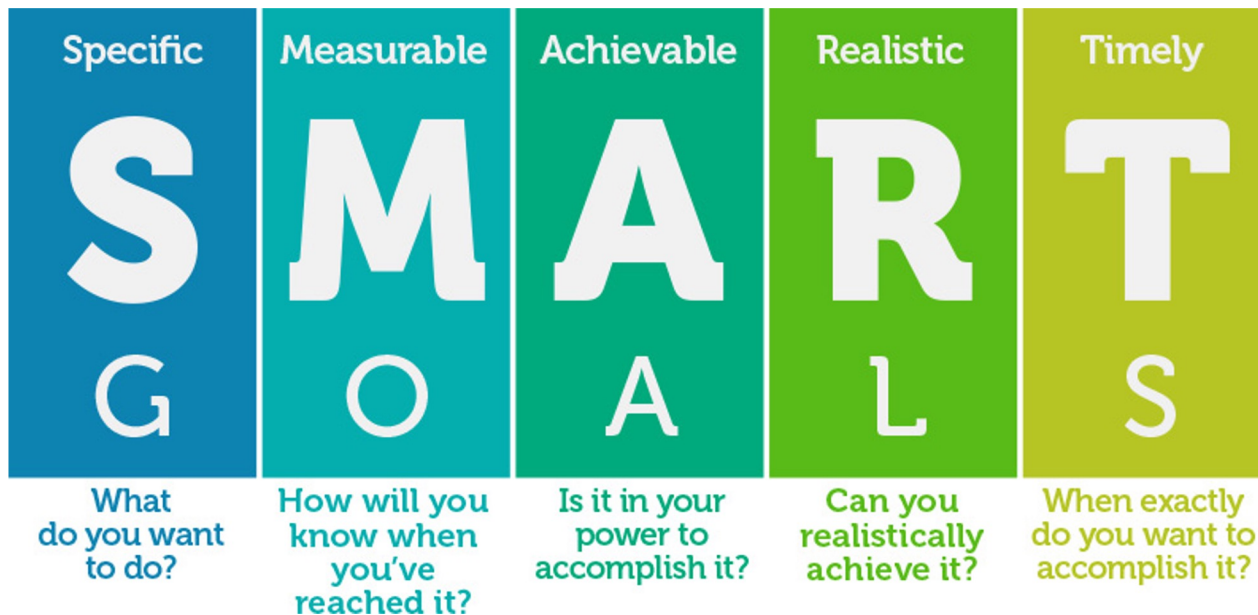 Specific
Measurable
Achievable
Realistic
Timely
S M A R T
G O A L S
What
do you want
to do?
How will you
know when
you've
reached it?
Is it in your
power to
accomplish it?
Can you
realistically
achieve it?
When exactly
do you want to
accomplish it?